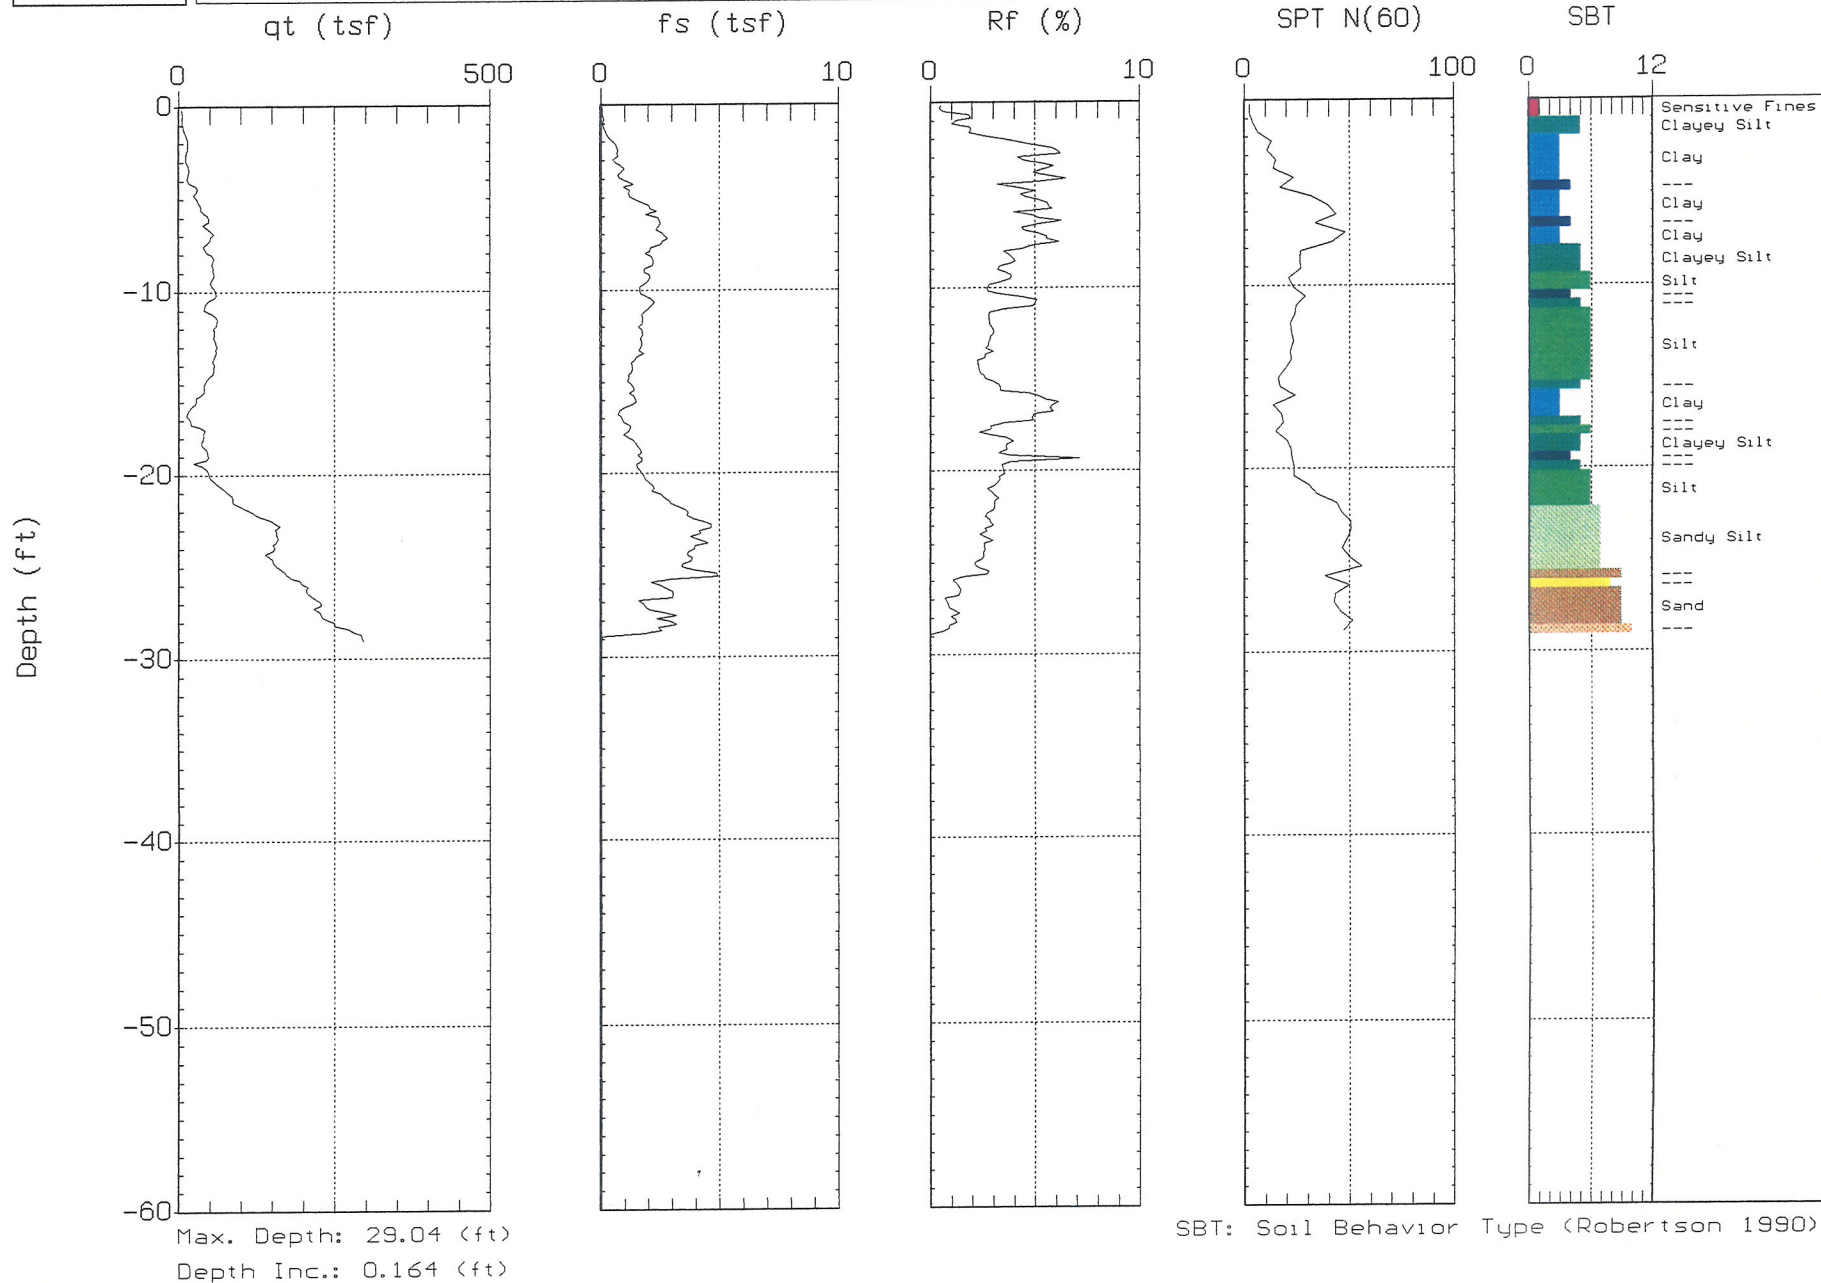 qt (tsf)
fs (tsf)
Rf (%)
SPT N(60)
SBT
0 500
0 10
0 10
0 100
0 12
Depth (ft)
0
-10
-20
-30
-40
-50
-60
Sensitive Fines
Clayey Silt
Clay
---
Clay
---
Clay
Clayey Silt
Silt
---
---
Silt
---
Clay
---
---
Clayey Silt
---
---
Silt
Sandy Silt
---
---
Sand
---
Max. Depth: 29.04 (ft)
Depth Inc.: 0.164 (ft)
SBT: Soil Behavior Type (Robertson 1990)